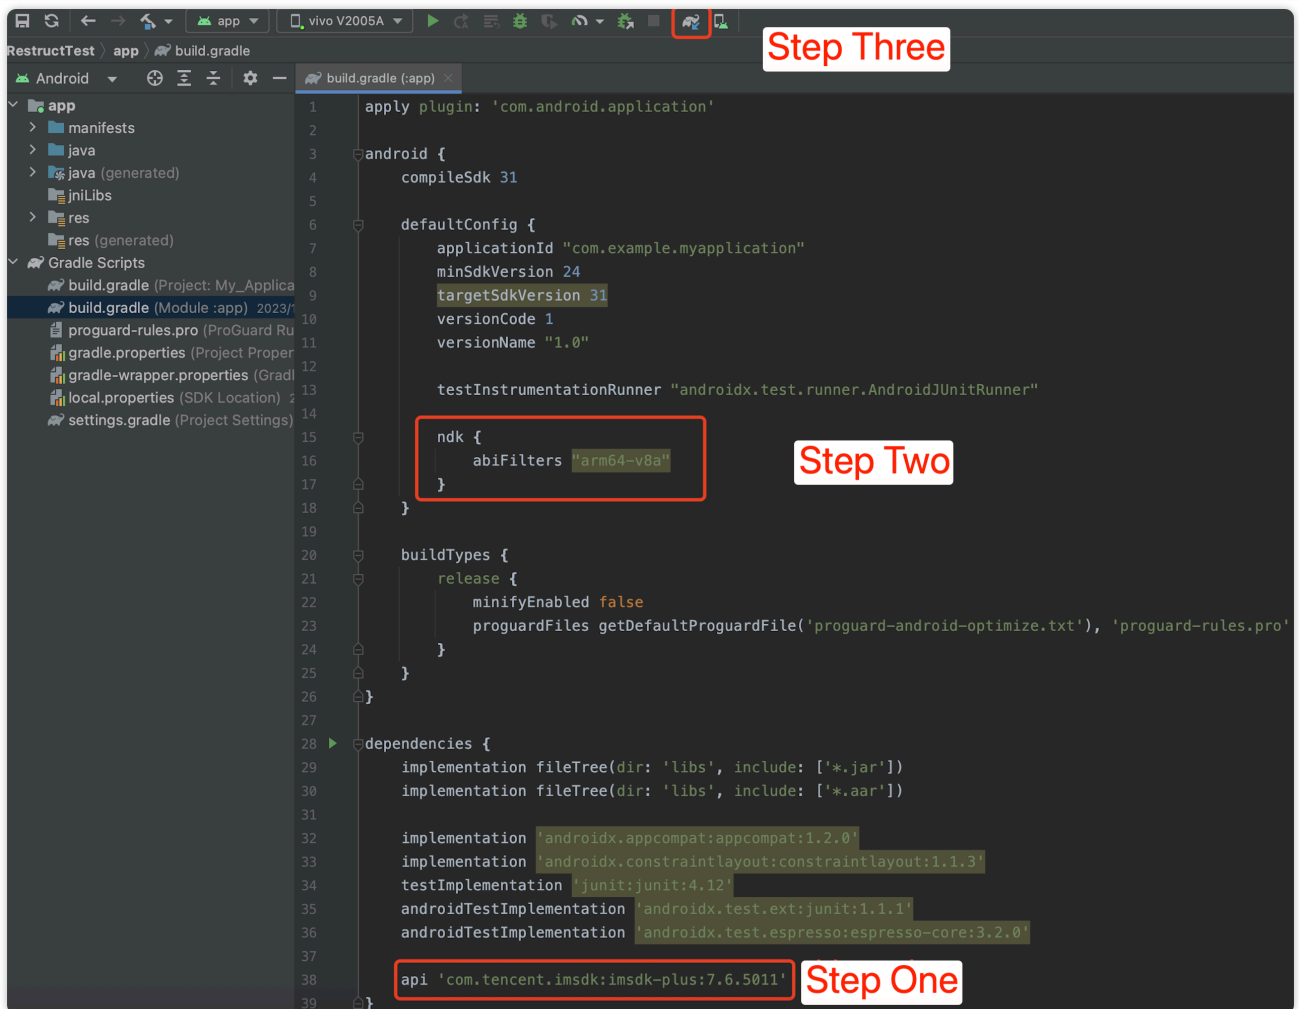 app
vivo V2005A
Step Three
RestructTest
app
build.gradle
Android
build.gradle (:app)
app
manifests
java
java (generated)
jniLibs
res
res (generated)
Gradle Scripts
build.gradle (Project: My_Applica
build.gradle (Module :app) 2023/1
proguard-rules.pro (ProGuard Ru
gradle.properties (Project Proper
gradle-wrapper.properties (Gradl
local.properties (SDK Location) 2
settings.gradle (Project Settings)
1 apply plugin: 'com.android.application'
2
3 android {
4 compileSdk 31
5
6 defaultConfig {
7 applicationId "com.example.myapplication"
8 minSdkVersion 24
9 targetSdkVersion 31
10 versionCode 1
11 versionName "1.0"
12
13 testInstrumentationRunner "androidx.test.runner.AndroidJUnitRunner"
14
15 ndk {
16 abiFilters "arm64-v8a"
Step Two
17 }
18 }
19
20 buildTypes {
21 release {
22 minifyEnabled false
23 proguardFiles getDefaultProguardFile('proguard-android-optimize.txt'), 'proguard-rules.pro'
24 }
25 }
26 }
27
28 dependencies {
29 implementation fileTree(dir: 'libs', include: ['*.jar'])
30 implementation fileTree(dir: 'libs', include: ['*.aar'])
31
32 implementation 'androidx.appcompat:appcompat:1.2.0'
33 implementation 'androidx.constraintlayout:constraintlayout:1.1.3'
34 testImplementation 'junit:junit:4.12'
35 androidTestImplementation 'androidx.test.ext:junit:1.1.1'
36 androidTestImplementation 'androidx.test.espresso:espresso-core:3.2.0'
37
38 api 'com.tencent.imsdk:imsdk-plus:7.6.5011'
Step One
39 }